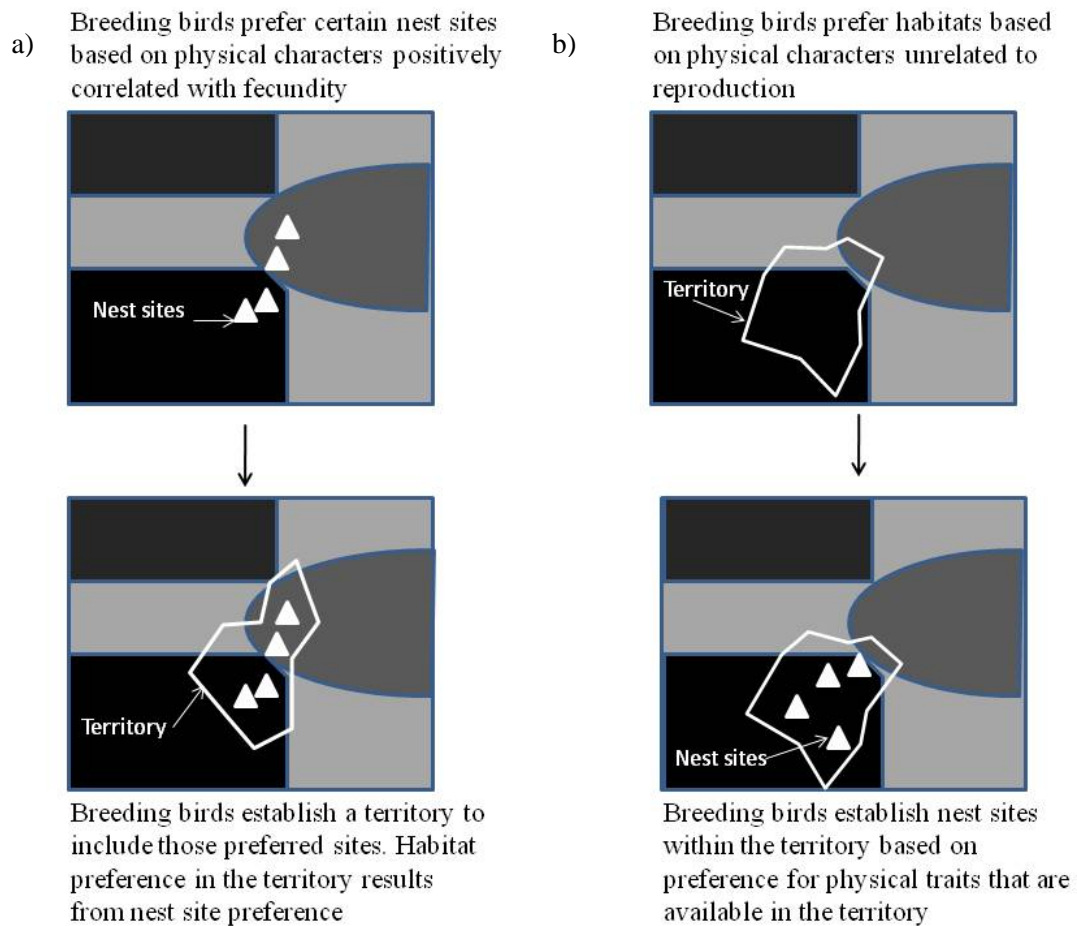 a)
Breeding birds prefer certain nest sites
based on physical characters positively
correlated with fecundity
Nest sites
Territory
Breeding birds establish a territory to
include those preferred sites. Habitat
preference in the territory results
from nest site preference
b)
Breeding birds prefer habitats based
on physical characters unrelated to
reproduction
Territory
Nest sites
Breeding birds establish nest sites
within the territory based on
preference for physical traits that are
available in the territory